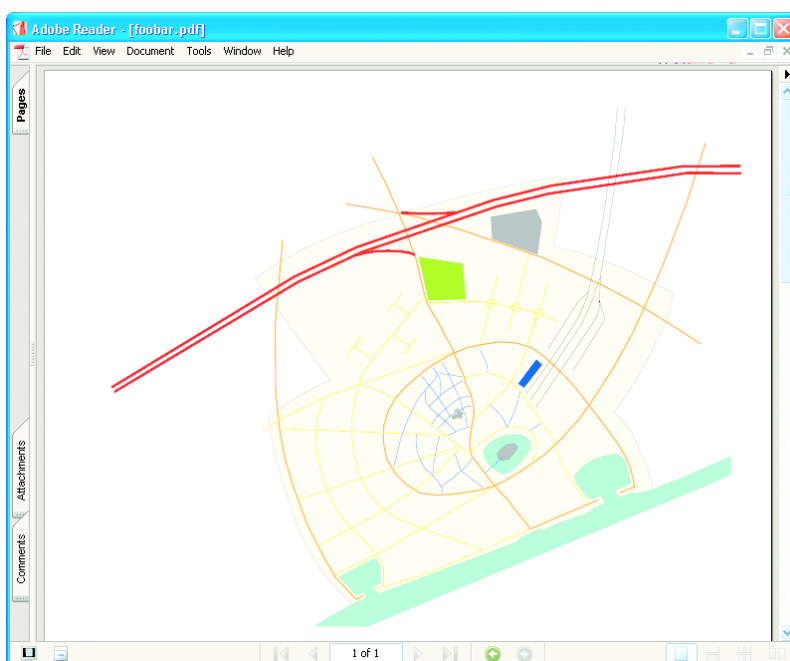 Adobe Reader - [foobar.pdf]
File Edit View Document Tools Window Help
Pages
Attachments
Comments
1 of 1